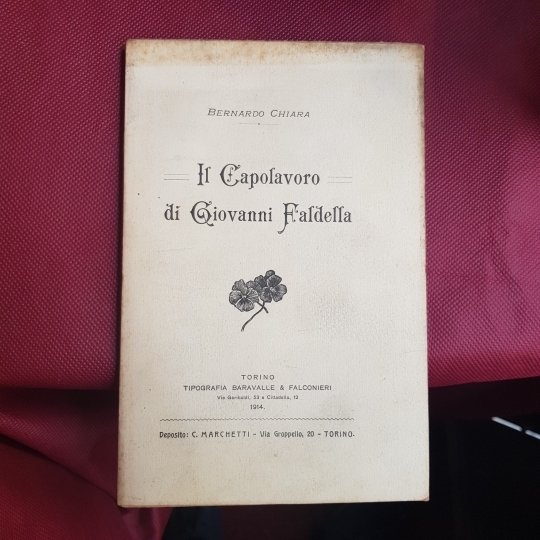 BERNARDO CHIARA
Il Capolavoro
di Giovanni Faldella
TORINO
TIPOGRAFIA BARAVALLE & FALCONIERI
Via Garibaldi, 53 e Cittadella, 12
1914.
Deposito: C. MARCHETTI - Via Groppello, 20 - TORINO.